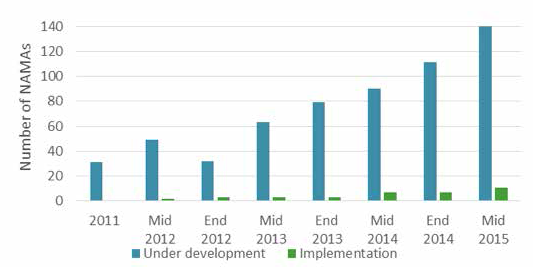 Number of NAMAs
140
120
100
80
60
40
20
0
2011 Mid 2012 End 2012 Mid 2013 End 2013 Mid 2014 End 2014 Mid 2015
Under development Implementation